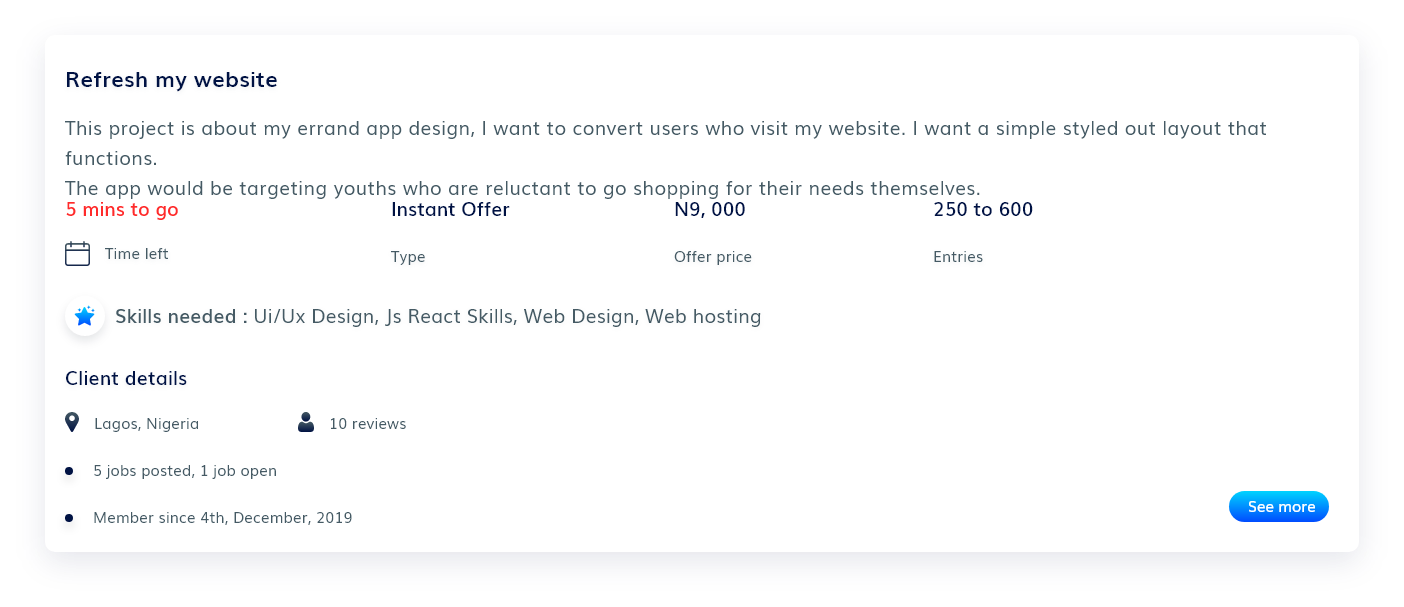 Refresh my website
This project is about my errand app design, I want to convert users who visit my website. I want a simple styled out layout that
functions.
The app would be targeting youths who are reluctant to go shopping for their needs themselves.
5 mins to go
Instant Offer
N9, 000
250 to 600
Time left
Type
Offer price
Entries
Skills needed : Ui/Ux Design, Js React Skills, Web Design, Web hosting
Client details
Lagos, Nigeria
10 reviews
5 jobs posted, 1 job open
Member since 4th, December, 2019
See more